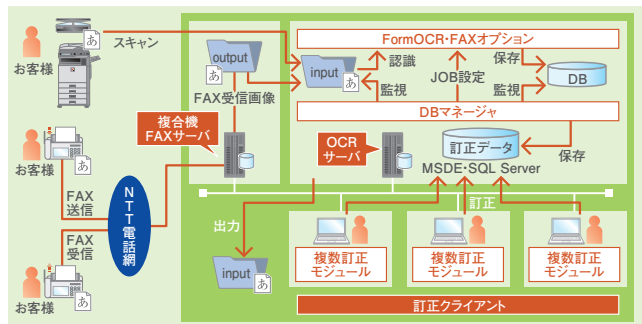 お客様
スキャン
あ
output
あ
FAX受信画像
複合機
FAXサーバ
input
あ
FormOCR・FAXオプション
認識
監視
JOB設定
保存
監視
DB
DBマネージャ
OCR
サーバ
訂正データ
MSDE・SQL Server
保存
お客様
あ
FAX
送信
NTT電話網
FAX
受信
お客様
あ
出力
input
あ
訂正
複数訂正
モジュール
複数訂正
モジュール
複数訂正
モジュール
訂正クライアント